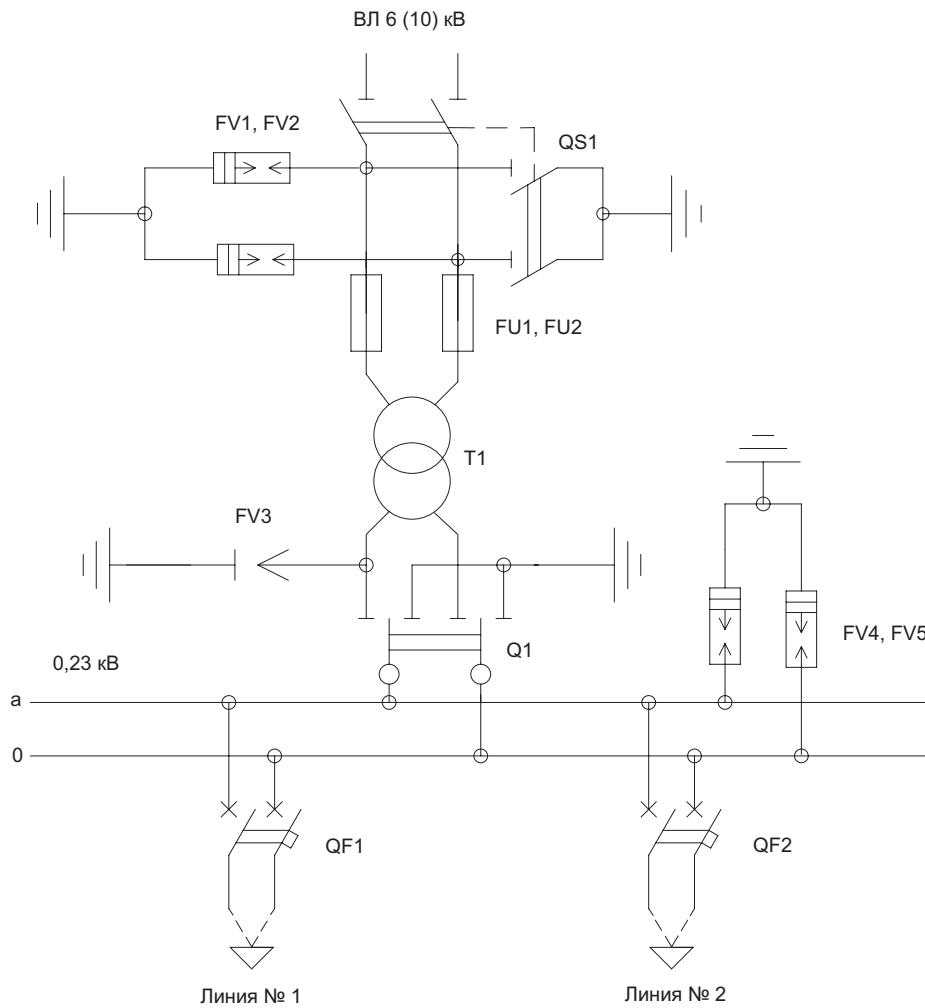 ВЛ 6 (10) кВ
FV1, FV2
QS1
FU1, FU2
T1
FV3
FV4, FV5
Q1
0,23 кВ
a
0
QF1
QF2
Линия № 1
Линия № 2